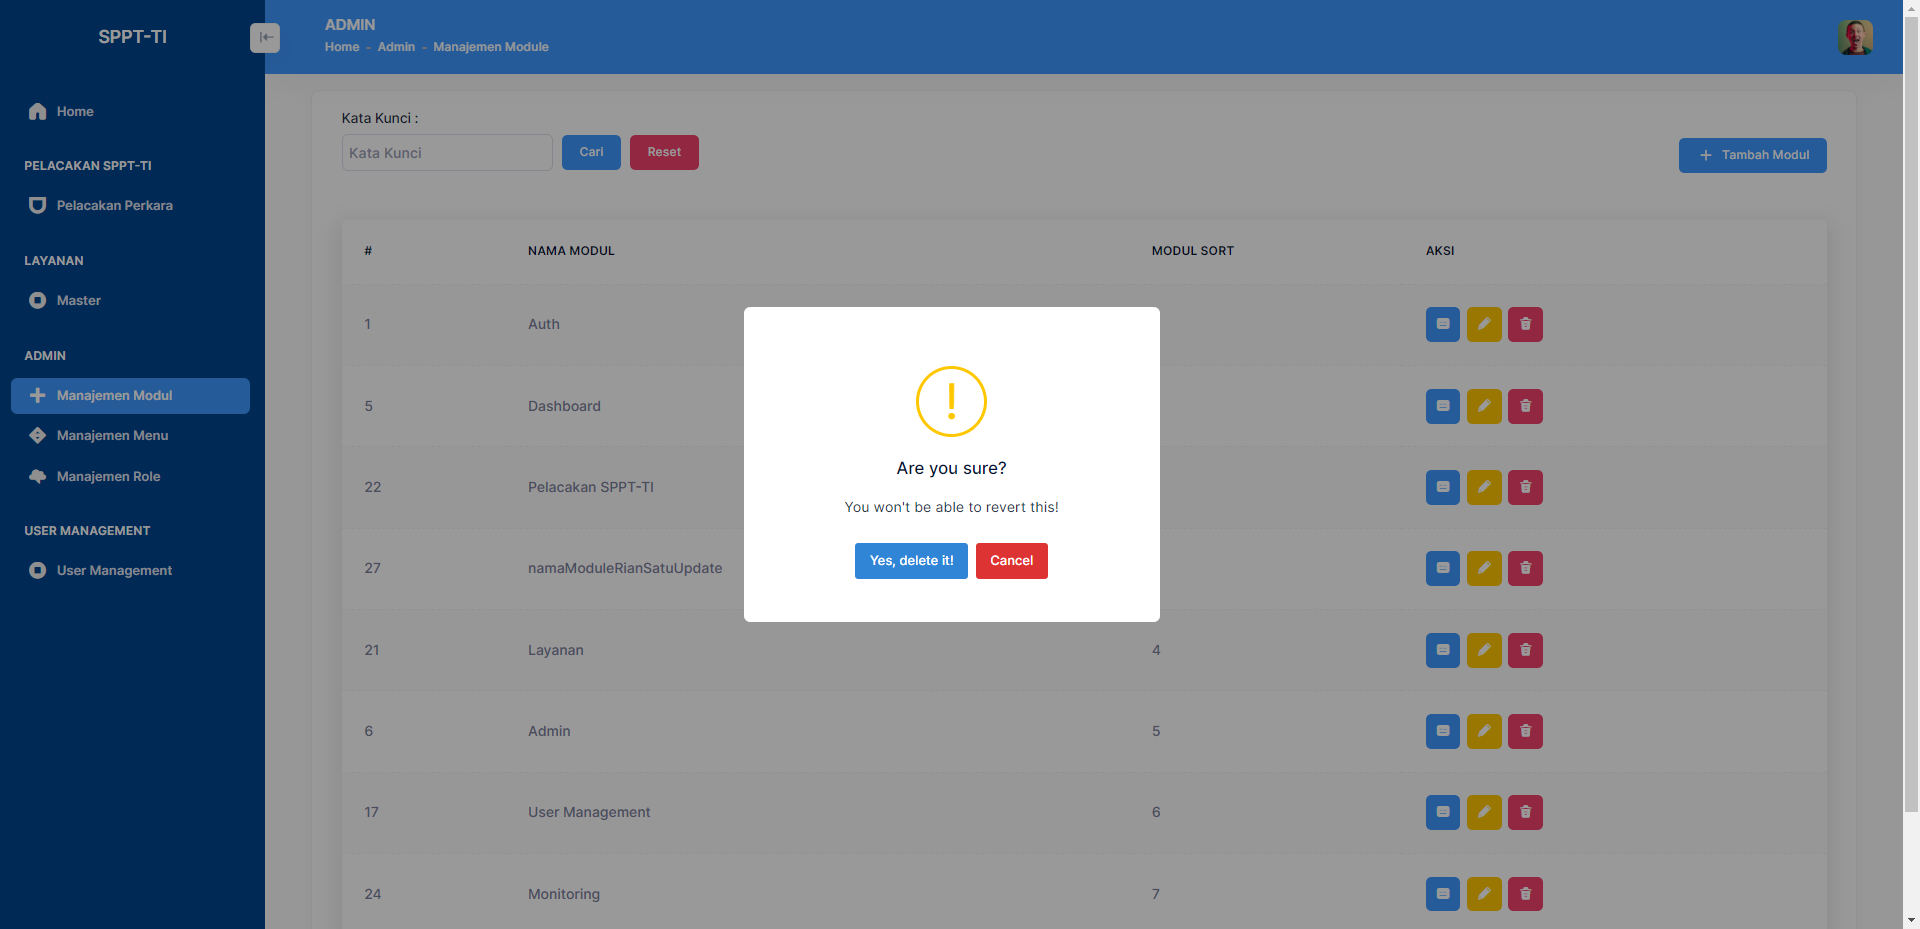 SPPT-TI
ADMIN
Home - Admin - Manajemen Module
Home
PELACAKAN SPPT-TI
Pelacakan Perkara
LAYANAN
Master
ADMIN
Manajemen Modul
Manajemen Menu
Manajemen Role
USER MANAGEMENT
User Management
Kata Kunci :
Kata Kunci
Cari
Reset
+ Tambah Modul
# NAMA MODUL MODUL SORT AKSI
1 Auth
5 Dashboard
22 Pelacakan SPPT-TI
27 namaModuleRianSatuUpdate
21 Layanan 4
6 Admin 5
17 User Management 6
24 Monitoring 7
!
Are you sure?
You won't be able to revert this!
Yes, delete it!
Cancel